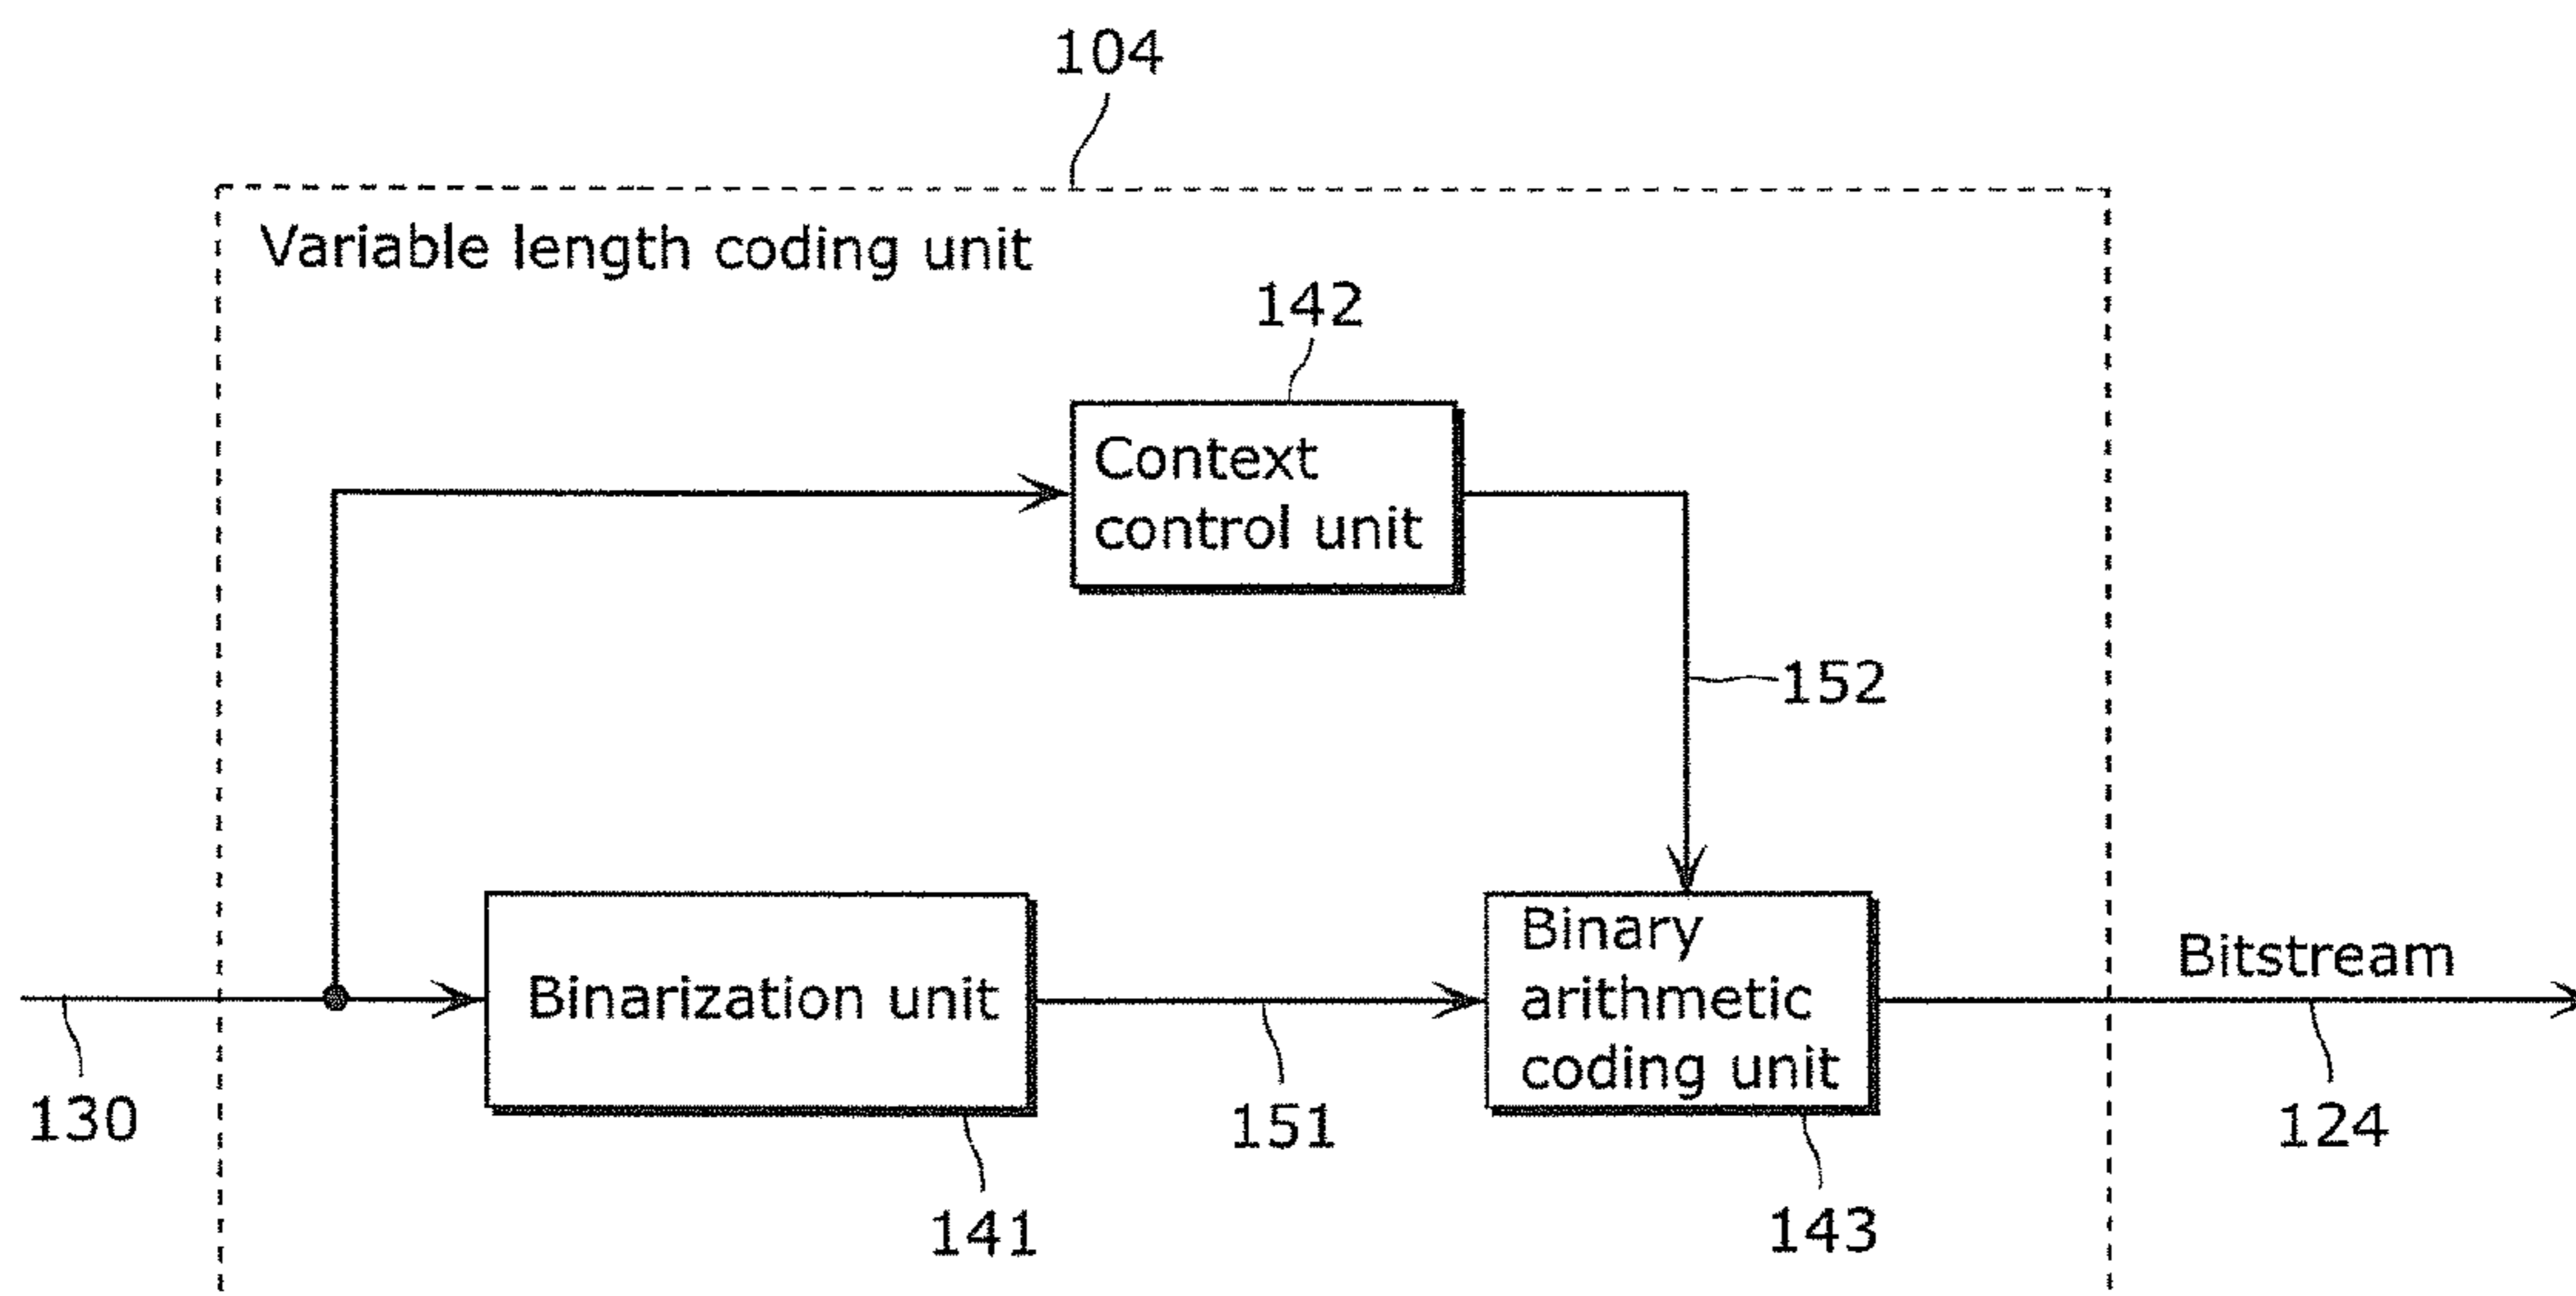 104
Variable length coding unit
142
Context
control unit
152
Binary
arithmetic
coding unit
Binarization unit
Bitstream
130
151
124
141
143